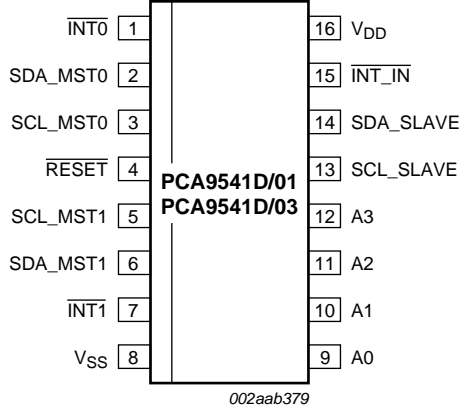 INT0 1 16 VDD
SDA_MST0 2 15 INT_IN
SCL_MST0 3 14 SDA_SLAVE
RESET 4 13 SCL_SLAVE
PCA9541D/01
PCA9541D/03
SCL_MST1 5 12 A3
SDA_MST1 6 11 A2
INT1 7 10 A1
VSS 8 9 A0
002aab379